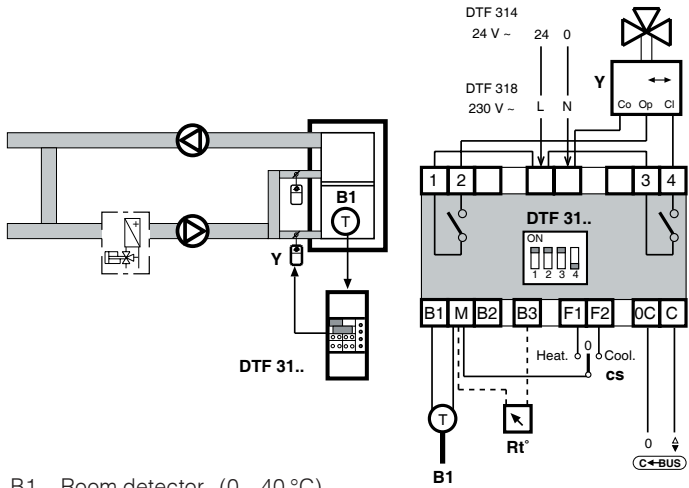 DTF 314
24 V ~ 24 0
DTF 318
230 V ~ L N
Y
Co Op Cl
1 2 3 4
DTF 31..
ON
1 2 3 4
B1 M B2 B3 F1 F2 0C C
Heat. 0 Cool.
cs
T
Rt°
B1
0
C BUS
B1
T
Y
+
DTF 31..
B1 Room detector (0...40 °C)